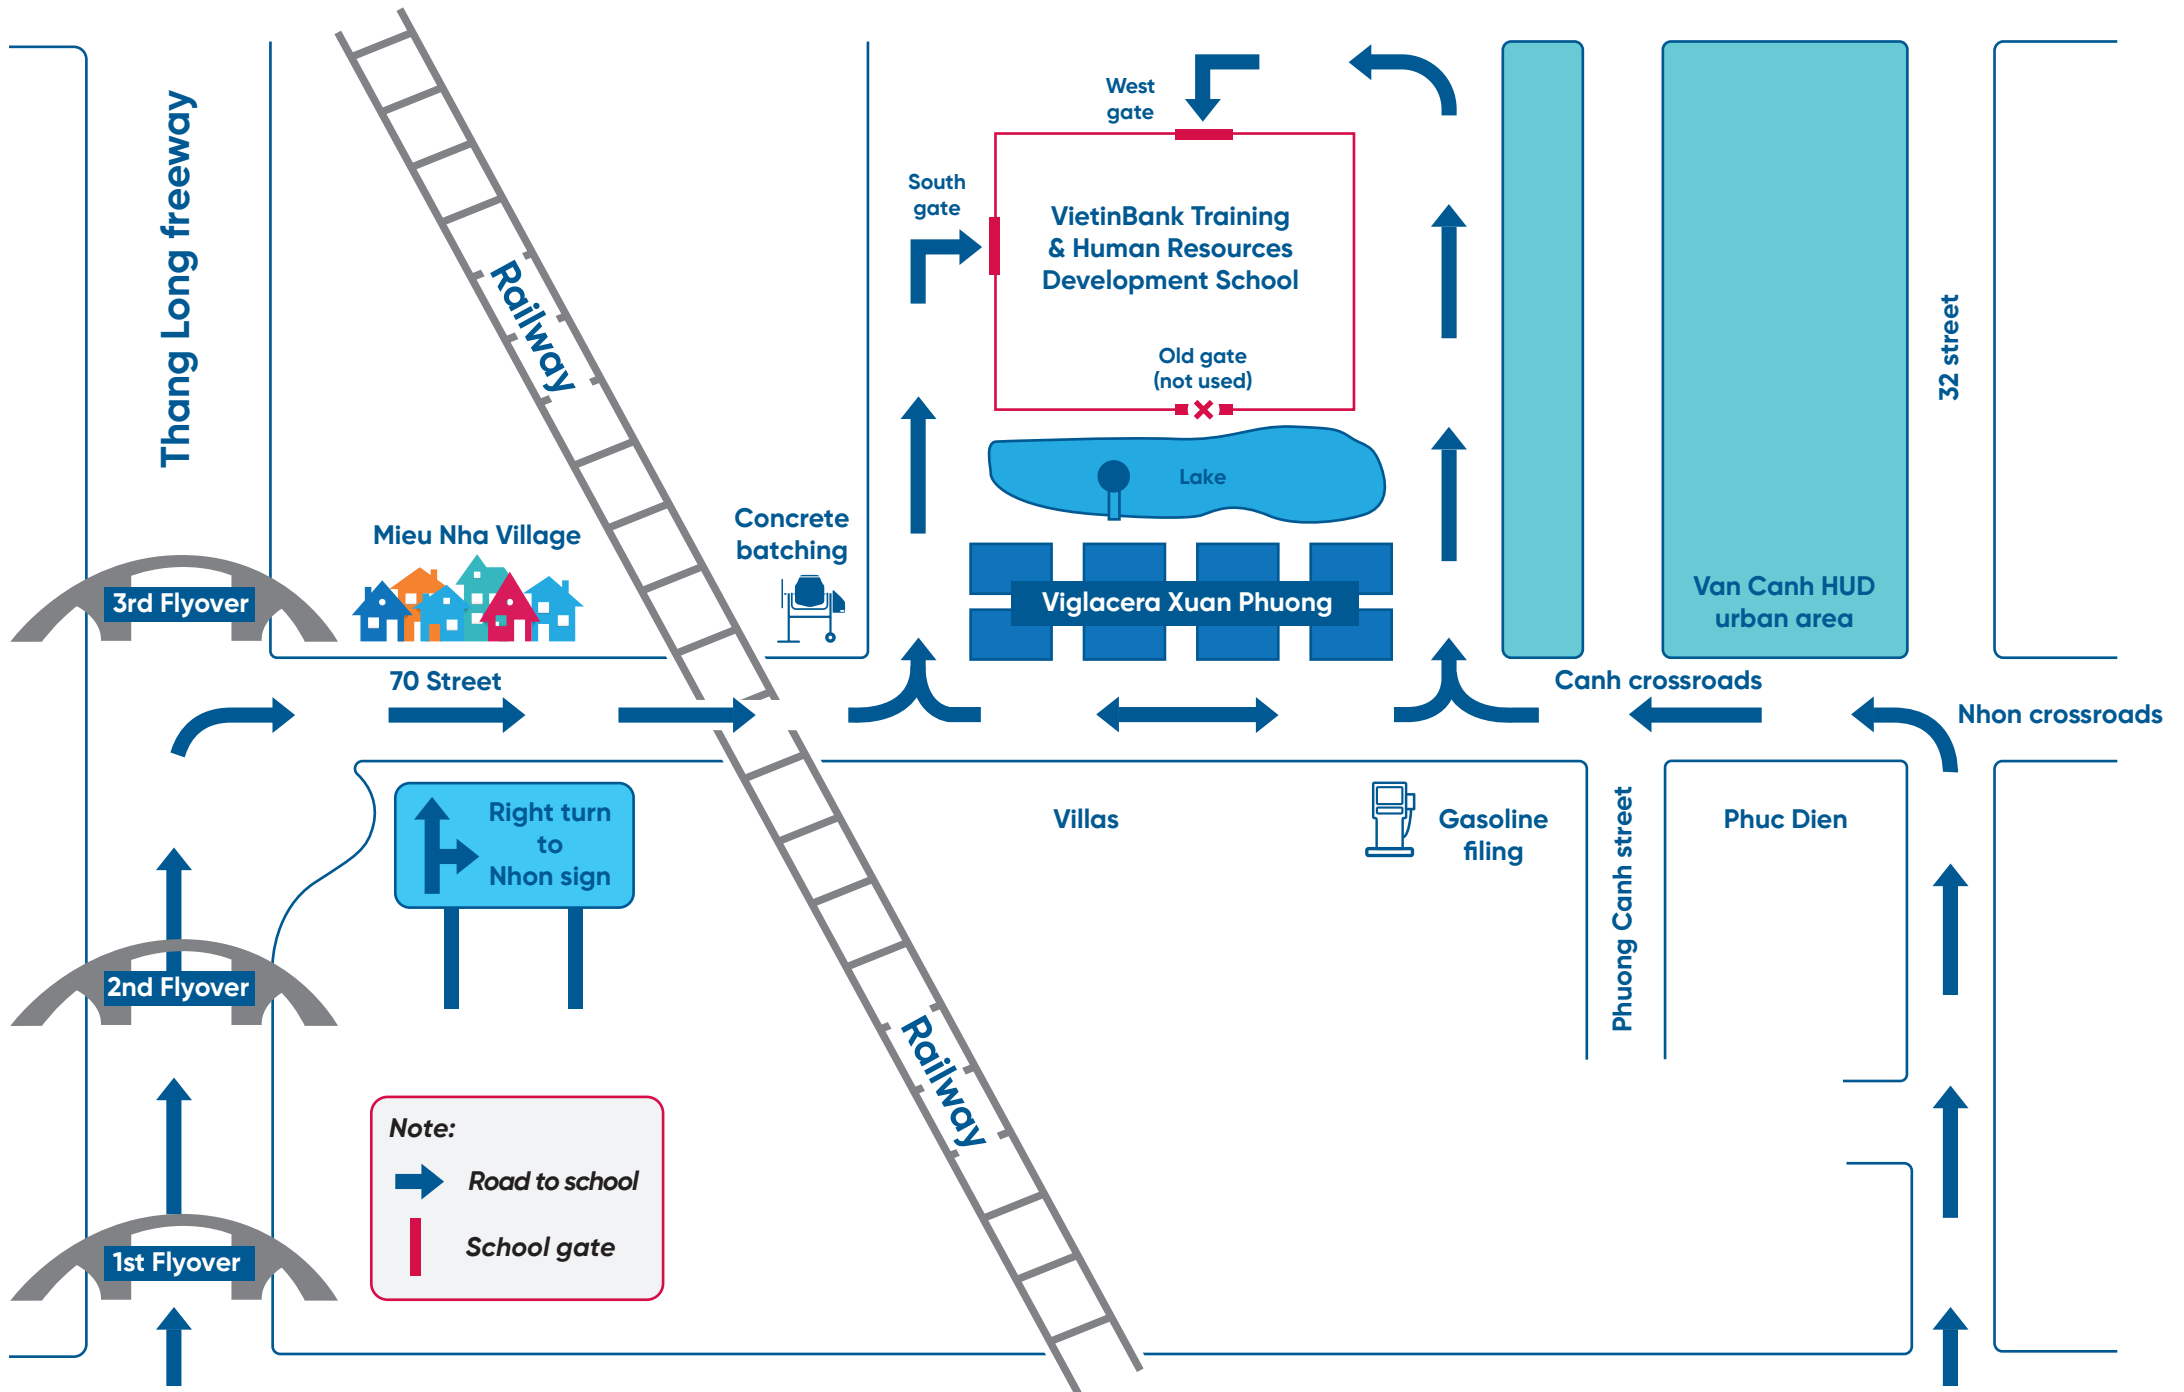 West
gate
South
gate
VietinBank Training
& Human Resources
Development School
Old gate
(not used)
Lake
Thang Long freeway
Railway
32 street
Concrete
batching
Mieu Nha Village
3rd Flyover
Viglacera Xuan Phuong
Van Canh HUD
urban area
70 Street
Canh crossroads
Nhon crossroads
Right turn
to
Nhon sign
Villas
Gasoline
filing
Phuong Canh street
Phuc Dien
2nd Flyover
Railway
Note:
Road to school
School gate
1st Flyover